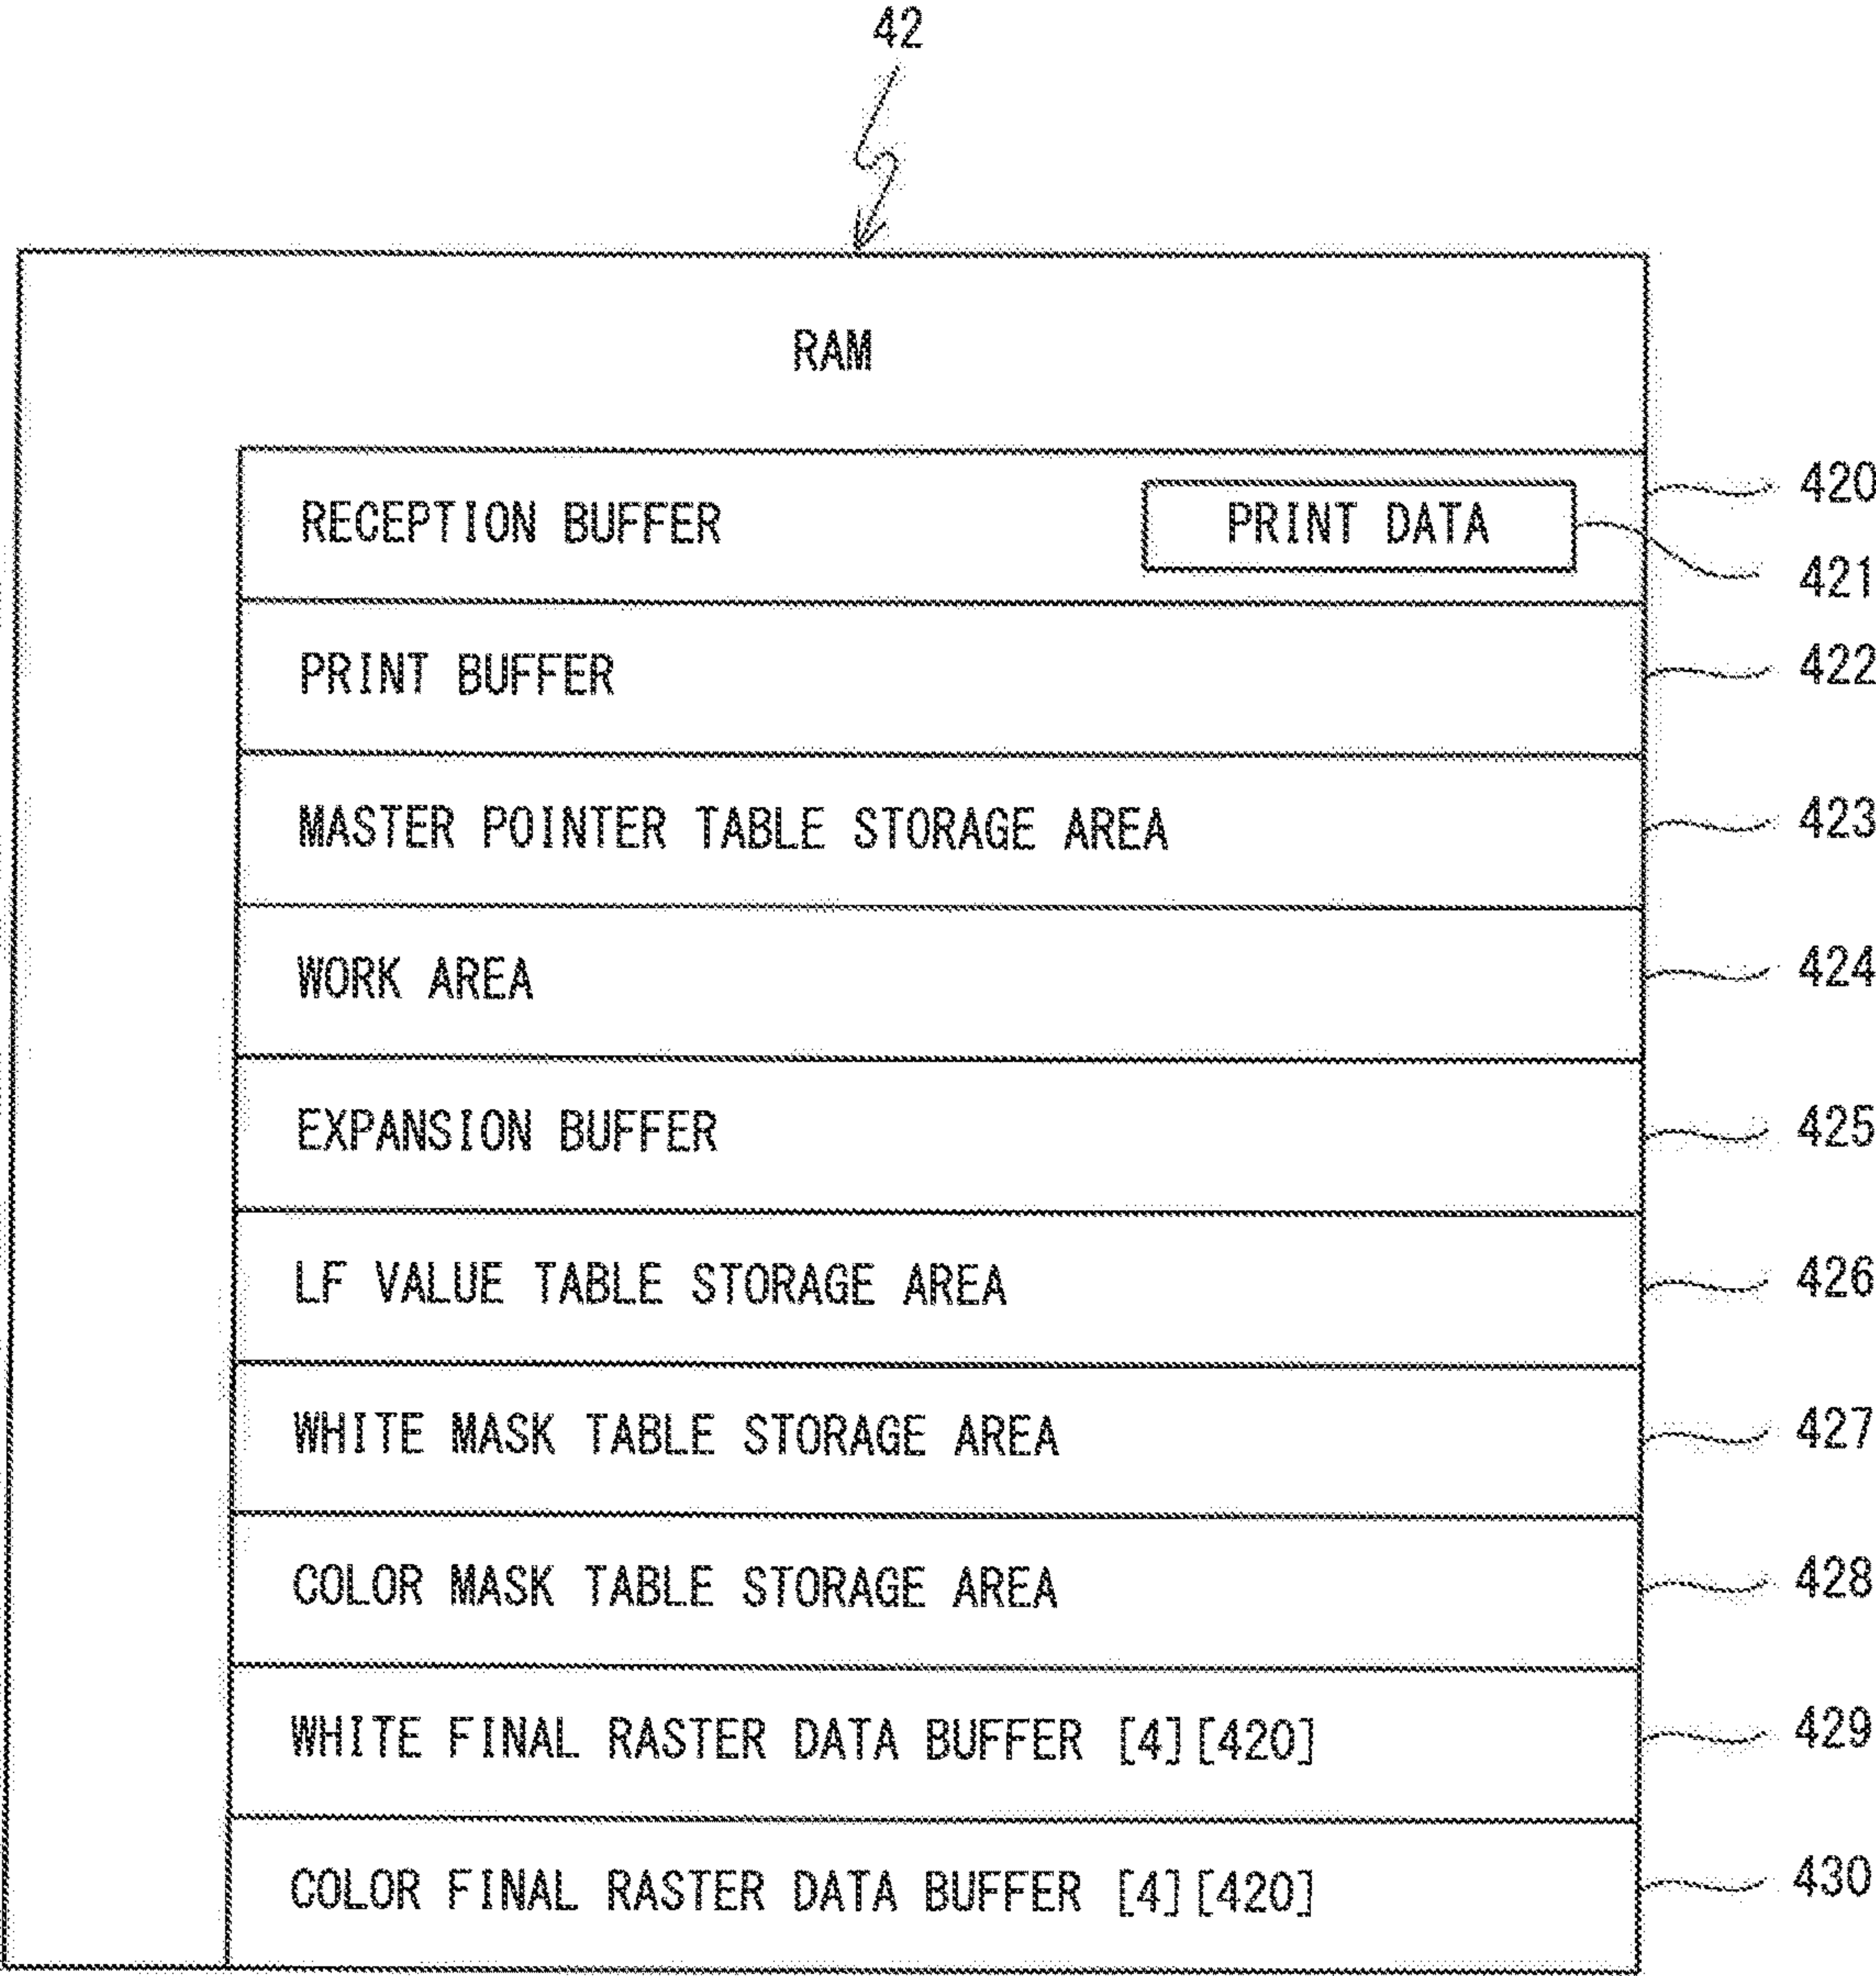 42
RAM
RECEPTION BUFFER PRINT DATA 420
421
PRINT BUFFER 422
MASTER POINTER TABLE STORAGE AREA 423
WORK AREA 424
EXPANSION BUFFER 425
LF VALUE TABLE STORAGE AREA 426
WHITE MASK TABLE STORAGE AREA 427
COLOR MASK TABLE STORAGE AREA 428
WHITE FINAL RASTER DATA BUFFER [4][420] 429
COLOR FINAL RASTER DATA BUFFER [4][420] 430